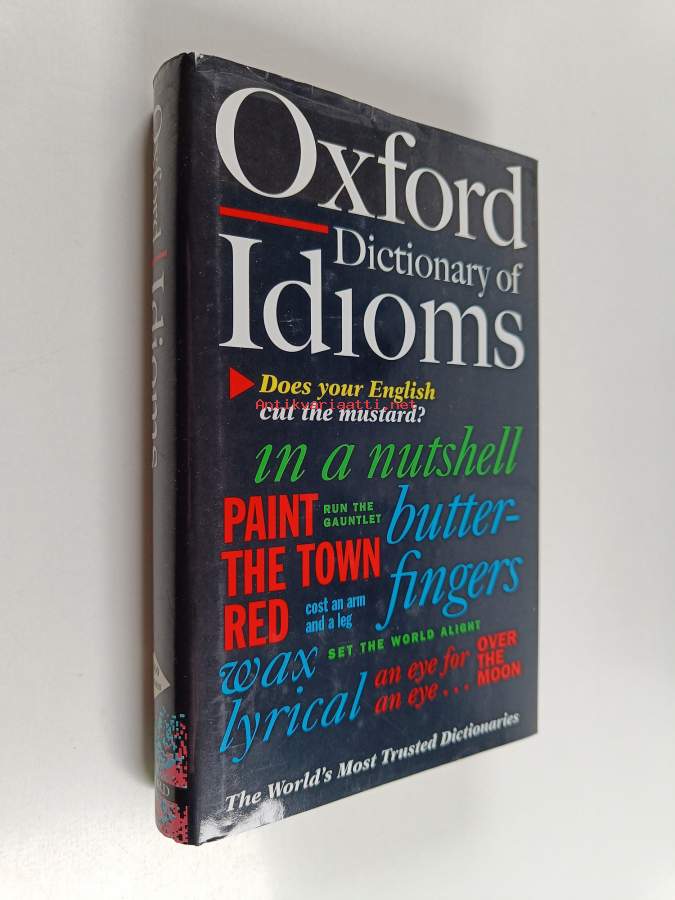 Oxford
Dictionary of
Idioms
Does your English
cut the mustard?
Antikvariaatti.net
in a nutshell
PAINT
THE TOWN
RED
RUN THE
GAUNTLET
butter-
fingers
cost an arm
and a leg
SET THE WORLD ALIGHT
wax
lyrical
an eye for
an eye...
OVER
THE
MOON
The World's Most Trusted Dictionaries
Oxford Idioms